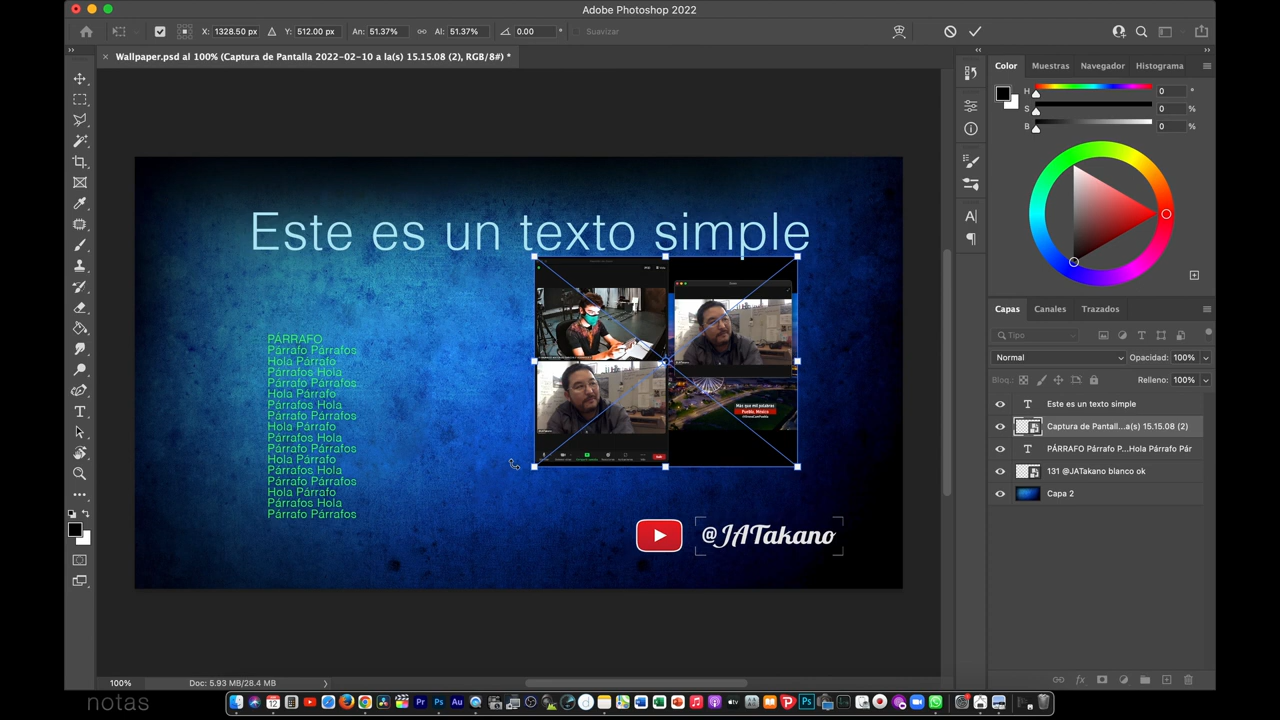 Adobe Photoshop 2022
X: 1328.50 px
Y: 512.00 px
An: 51.37%
Al: 51.37%
0.00 °
Suavizar
Wallpaper.psd al 100% (Captura de Pantalla 2022-02-10 a la(s) 15.15.08 (2), RGB/8#) *
Color
Muestras
Navegador
Histograma
H 0 °
S 0 %
B 0 %
Este es un texto simple
PÁRRAFO
Párrafo Párrafos
Hola Párrafo
Párrafos Hola
Párrafo Párrafos
Hola Párrafo
Párrafos Hola
Párrafo Párrafos
Hola Párrafo
Párrafos Hola
Párrafo Párrafos
Hola Párrafo
Párrafos Hola
Párrafo Párrafos
Hola Párrafo
Párrafos Hola
Párrafo Párrafos
Más que mil palabras
Puebla, México
@JATakano
Capas
Canales
Trazados
Tipo
Normal
Opacidad: 100%
Bloq.:
Relleno: 100%
Este es un texto simple
Captura de Pantall...a(s) 15.15.08 (2)
PÁRRAFO Párrafo P...Hola Párrafo Pár
131 @JATakano blanco ok
Capa 2
100%
Doc: 5.93 MB/28.4 MB
notas